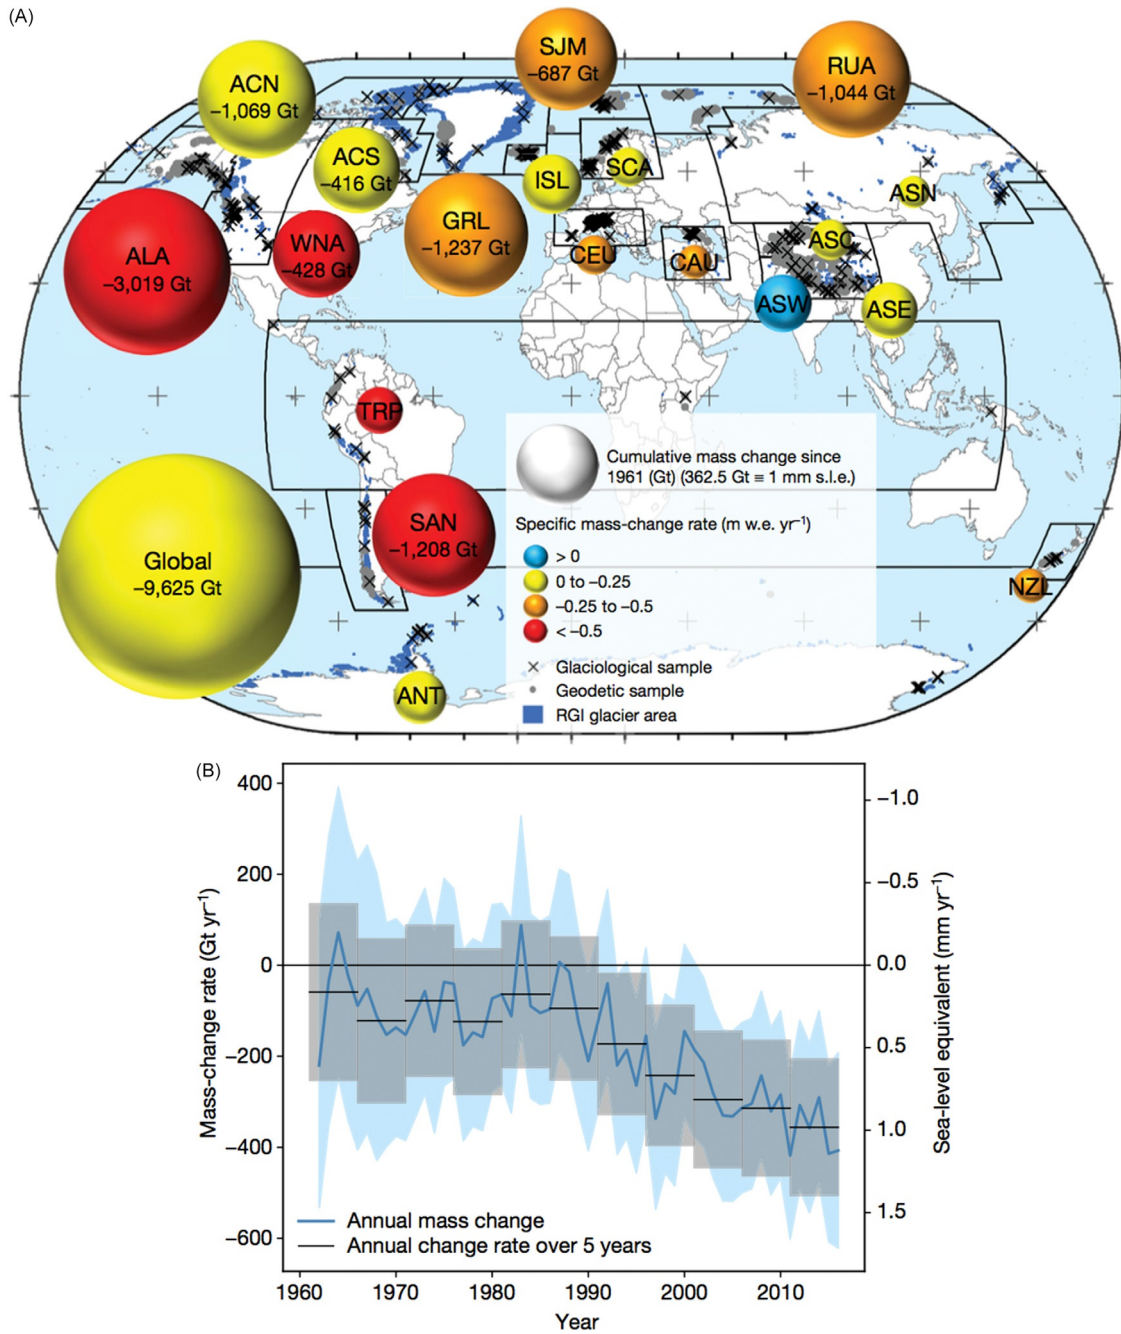 (A)
ACN
−1,069 Gt
SJM
−687 Gt
RUA
−1,044 Gt
ACS
−416 Gt
ISL
SCA
ASN
ALA
−3,019 Gt
WNA
−428 Gt
GRL
−1,237 Gt
CEU
CAU
ASC
ASW
ASE
TRP
Global
−9,625 Gt
SAN
−1,208 Gt
NZL
ANT
Cumulative mass change since
1961 (Gt) (362.5 Gt ≡ 1 mm s.l.e.)
Specific mass-change rate (m w.e. yr⁻¹)
> 0
0 to −0.25
−0.25 to −0.5
< −0.5
Glaciological sample
Geodetic sample
RGI glacier area
(B)
Mass-change rate (Gt yr⁻¹)
400
200
0
−200
−400
−600
−1.0
−0.5
0.0
0.5
1.0
1.5
Sea-level equivalent (mm yr⁻¹)
Annual mass change
Annual change rate over 5 years
1960
1970
1980
1990
2000
2010
Year